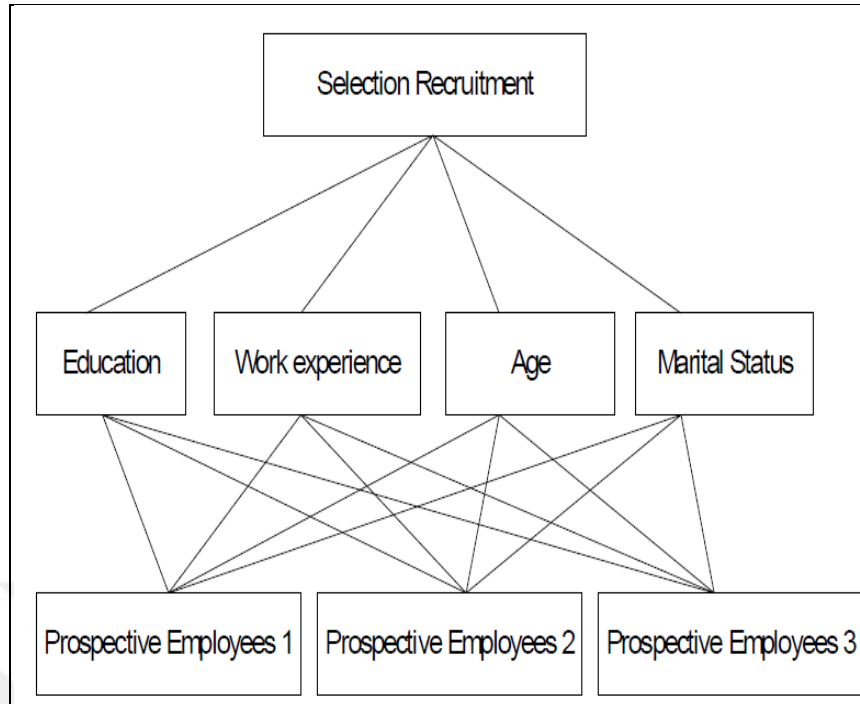 Selection Recruitment
Education
Work experience
Age
Marital Status
Prospective Employees 1
Prospective Employees 2
Prospective Employees 3